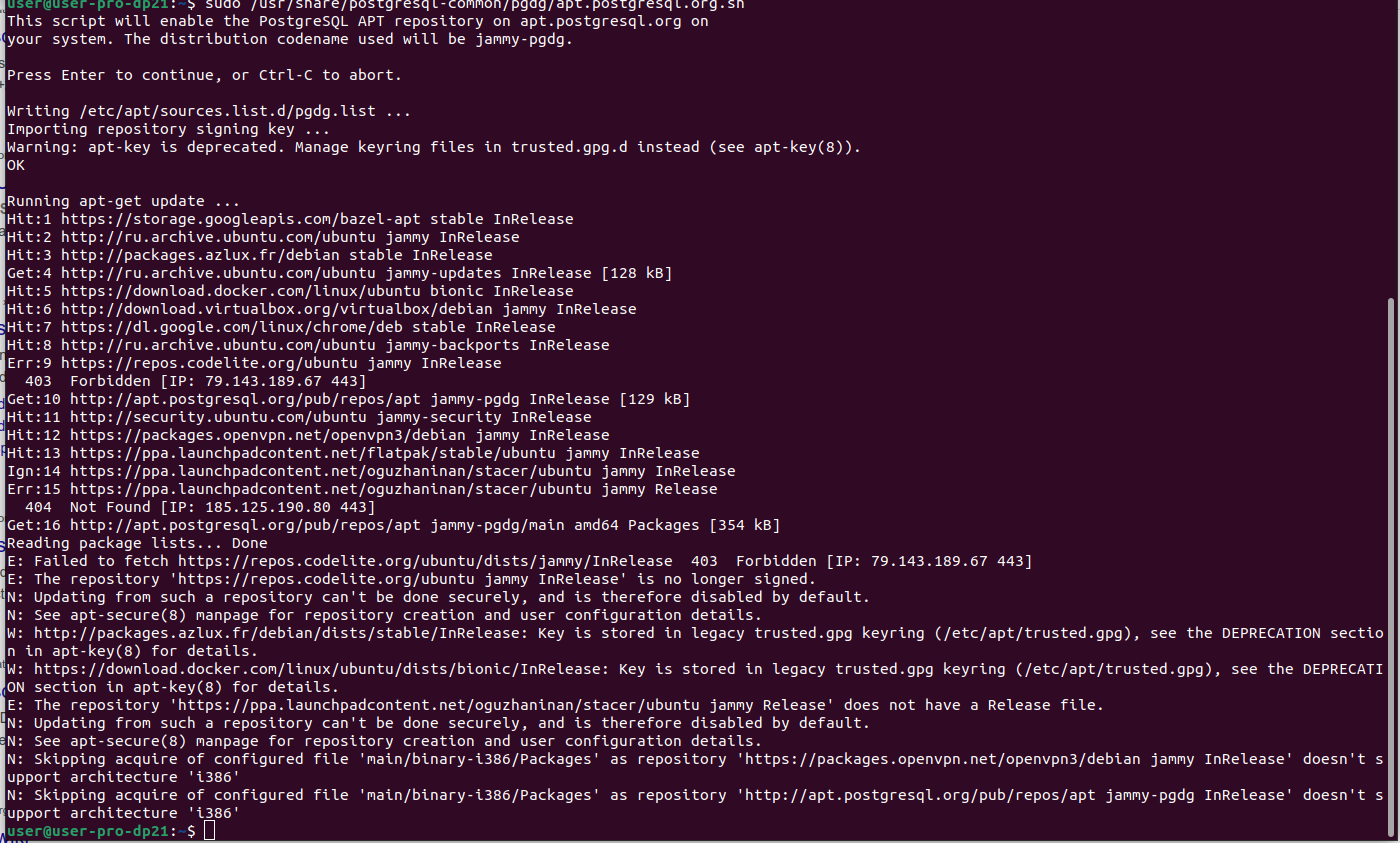 user@user-pro-dp21:~$ sudo /usr/share/postgresql-common/pgdg/apt.postgresql.org.sh
This script will enable the PostgreSQL APT repository on apt.postgresql.org on
your system. The distribution codename used will be jammy-pgdg.
Press Enter to continue, or Ctrl-C to abort.
Writing /etc/apt/sources.list.d/pgdg.list ...
Importing repository signing key ...
Warning: apt-key is deprecated. Manage keyring files in trusted.gpg.d instead (see apt-key(8)).
OK
Running apt-get update ...
Hit:1 https://storage.googleapis.com/bazel-apt stable InRelease
Hit:2 http://ru.archive.ubuntu.com/ubuntu jammy InRelease
Hit:3 http://packages.azlux.fr/debian stable InRelease
Get:4 http://ru.archive.ubuntu.com/ubuntu jammy-updates InRelease [128 kB]
Hit:5 https://download.docker.com/linux/ubuntu bionic InRelease
Hit:6 http://download.virtualbox.org/virtualbox/debian jammy InRelease
Hit:7 https://dl.google.com/linux/chrome/deb stable InRelease
Hit:8 http://ru.archive.ubuntu.com/ubuntu jammy-backports InRelease
Err:9 https://repos.codelite.org/ubuntu jammy InRelease
  403  Forbidden [IP: 79.143.189.67 443]
Get:10 http://apt.postgresql.org/pub/repos/apt jammy-pgdg InRelease [129 kB]
Hit:11 http://security.ubuntu.com/ubuntu jammy-security InRelease
Hit:12 https://packages.openvpn.net/openvpn3/debian jammy InRelease
Hit:13 https://ppa.launchpadcontent.net/flatpak/stable/ubuntu jammy InRelease
Ign:14 https://ppa.launchpadcontent.net/oguzhaninan/stacer/ubuntu jammy InRelease
Err:15 https://ppa.launchpadcontent.net/oguzhaninan/stacer/ubuntu jammy Release
  404  Not Found [IP: 185.125.190.80 443]
Get:16 http://apt.postgresql.org/pub/repos/apt jammy-pgdg/main amd64 Packages [354 kB]
Reading package lists... Done
E: Failed to fetch https://repos.codelite.org/ubuntu/dists/jammy/InRelease  403  Forbidden [IP: 79.143.189.67 443]
E: The repository 'https://repos.codelite.org/ubuntu jammy InRelease' is no longer signed.
N: Updating from such a repository can't be done securely, and is therefore disabled by default.
N: See apt-secure(8) manpage for repository creation and user configuration details.
W: http://packages.azlux.fr/debian/dists/stable/InRelease: Key is stored in legacy trusted.gpg keyring (/etc/apt/trusted.gpg), see the DEPRECATION sectio
n in apt-key(8) for details.
W: https://download.docker.com/linux/ubuntu/dists/bionic/InRelease: Key is stored in legacy trusted.gpg keyring (/etc/apt/trusted.gpg), see the DEPRECATI
ON section in apt-key(8) for details.
E: The repository 'https://ppa.launchpadcontent.net/oguzhaninan/stacer/ubuntu jammy Release' does not have a Release file.
N: Updating from such a repository can't be done securely, and is therefore disabled by default.
N: See apt-secure(8) manpage for repository creation and user configuration details.
N: Skipping acquire of configured file 'main/binary-i386/Packages' as repository 'https://packages.openvpn.net/openvpn3/debian jammy InRelease' doesn't s
upport architecture 'i386'
N: Skipping acquire of configured file 'main/binary-i386/Packages' as repository 'http://apt.postgresql.org/pub/repos/apt jammy-pgdg InRelease' doesn't s
upport architecture 'i386'
user@user-pro-dp21:~$